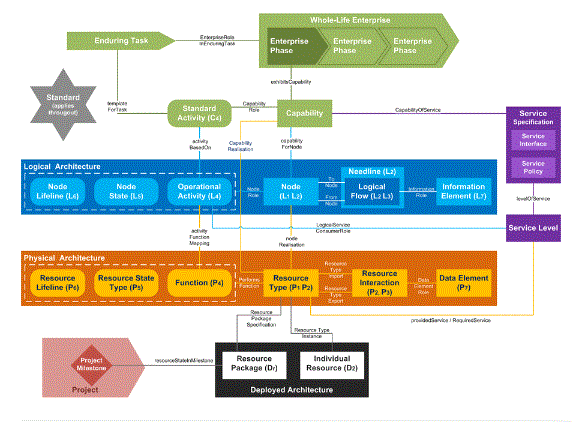 Whole-Life Enterprise
Enduring Task
EnterpriseRole
InEnduringTask
Enterprise
Phase
Enterprise
Phase
Enterprise
Phase
exhibitsCapability
Standard
(applies
throughout)
template
ForTask
Standard
Activity (C4)
Capability
Role
Capability
CapabilityOfService
Service
Specification
Service
Interface
Service
Policy
activity
BasedOn
Capability
Realisation
capability
ForNode
Logical Architecture
Node
Lifeline (L6)
Node
State (L5)
Operational
Activity (L4)
Node
Role
Node
(L1 L2)
To
Node
From
Node
Needline (L2)
Logical
Flow (L2 L3)
Information
Role
Information
Element (L7)
levelOfService
Service Level
activity
Function
Mapping
LogicalService
ConsumerRole
node
Realisation
Physical Architecture
Resource
Lifeline (P6)
Resource State
Type (P5)
Function (P4)
Performs
Function
Resource
Type (P1 P2)
Resource
Type
Import
Resource
Type
Export
Resource
Interaction
(P2, P3)
Data
Element
Role
Data Element
(P7)
providedService / RequiredService
Resource
Package
Specification
Resource Type
Instance
Project
Milestone
Project
resourceStateInMilestone
Resource
Package (D1)
Individual
Resource (D2)
Deployed Architecture